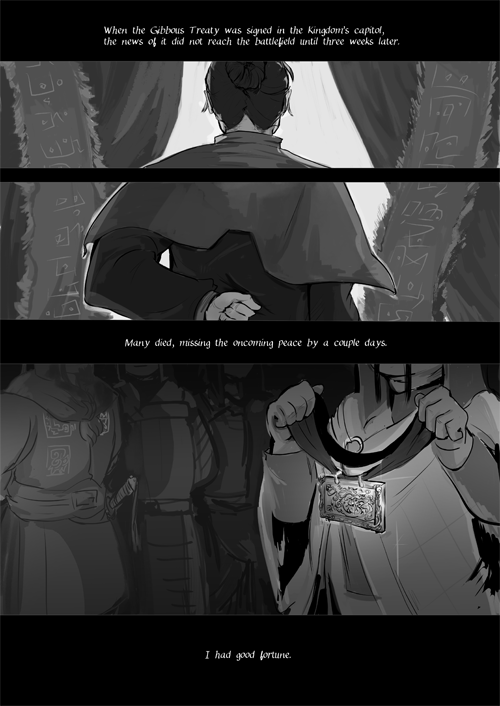 When the Gibbous Treaty was signed in the Kingdom's capitol,
the news of it did not reach the battlefield until three weeks later.
Many died, missing the oncoming peace by a couple days.
I had good fortune.